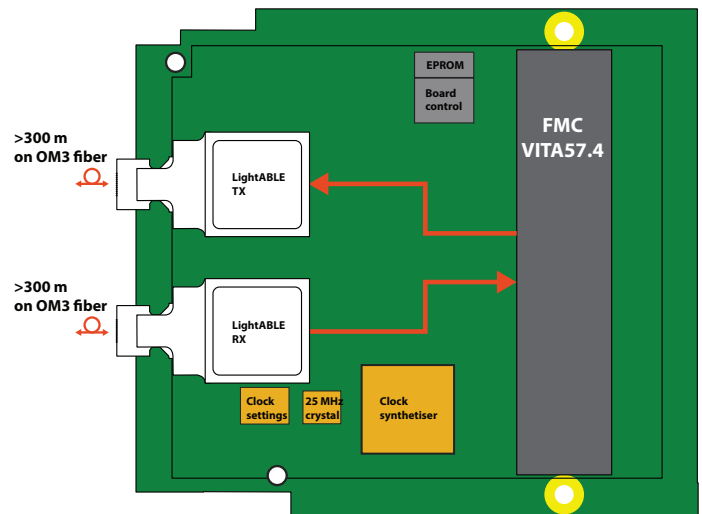 EPROM
Board
control
FMC
VITA57.4
>300 m
on OM3 fiber
LightABLE
TX
>300 m
on OM3 fiber
LightABLE
RX
Clock
settings
25 MHz
crystal
Clock
synthetiser